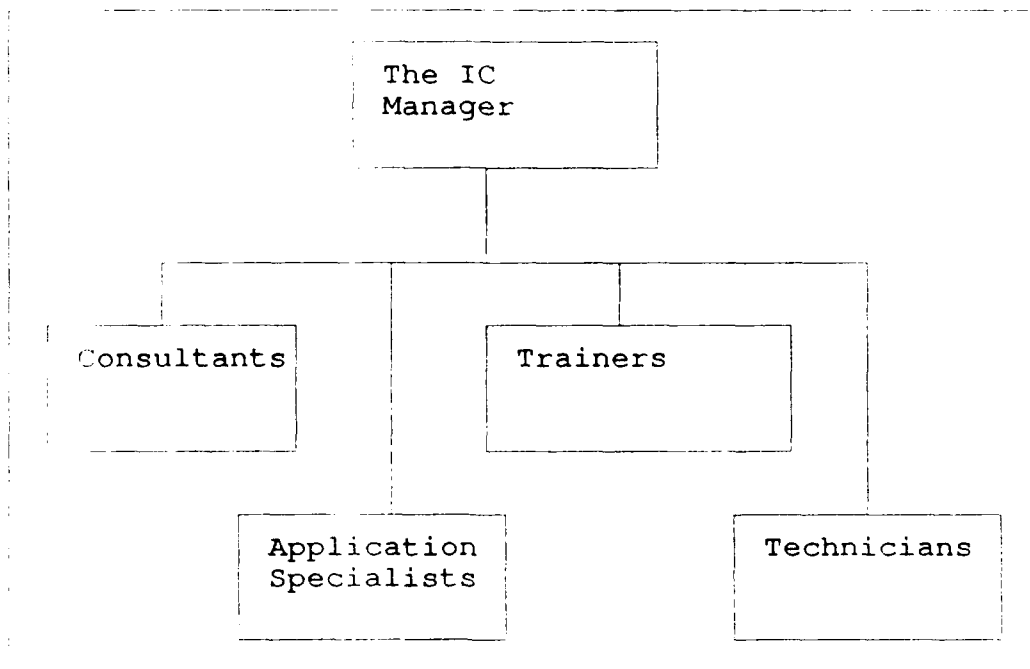 The IC
Manager
Consultants
Trainers
Application
Specialists
Technicians